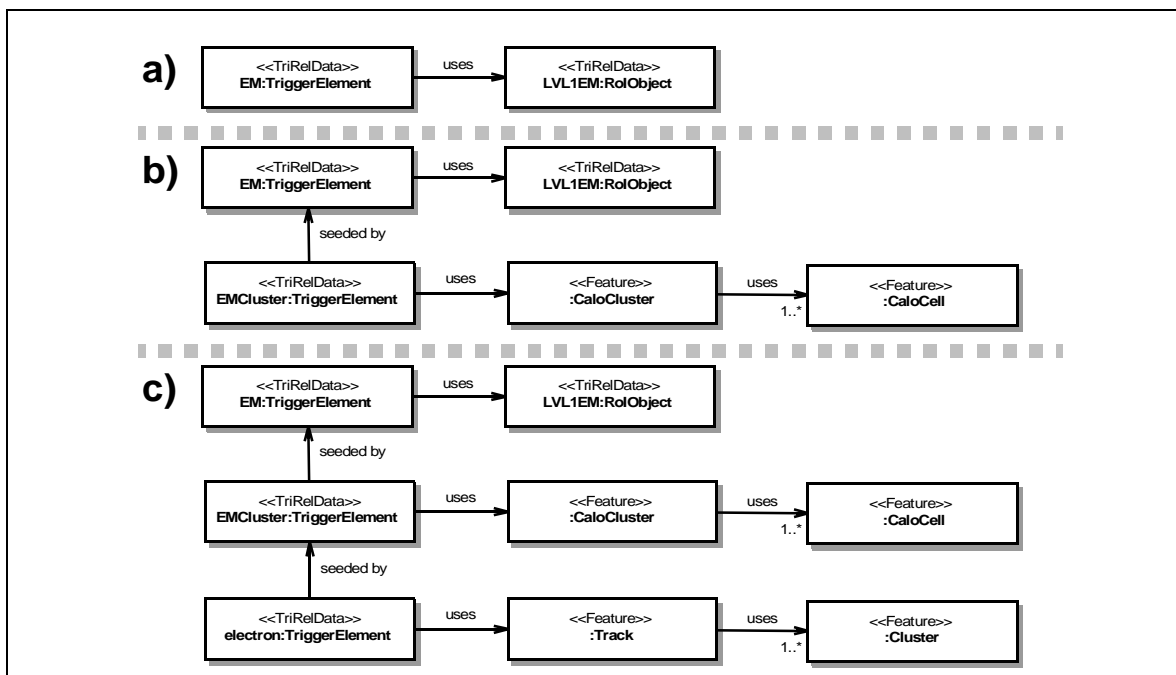 a)
<<TriRelData>>
EM:TriggerElement
uses
<<TriRelData>>
LVL1EM:RoIObject
b)
<<TriRelData>>
EM:TriggerElement
uses
<<TriRelData>>
LVL1EM:RoIObject
seeded by
<<TriRelData>>
EMCluster:TriggerElement
uses
<<Feature>>
:CaloCluster
uses
1..*
<<Feature>>
:CaloCell
c)
<<TriRelData>>
EM:TriggerElement
uses
<<TriRelData>>
LVL1EM:RoIObject
seeded by
<<TriRelData>>
EMCluster:TriggerElement
uses
<<Feature>>
:CaloCluster
uses
1..*
<<Feature>>
:CaloCell
seeded by
<<TriRelData>>
electron:TriggerElement
uses
<<Feature>>
:Track
uses
1..*
<<Feature>>
:Cluster